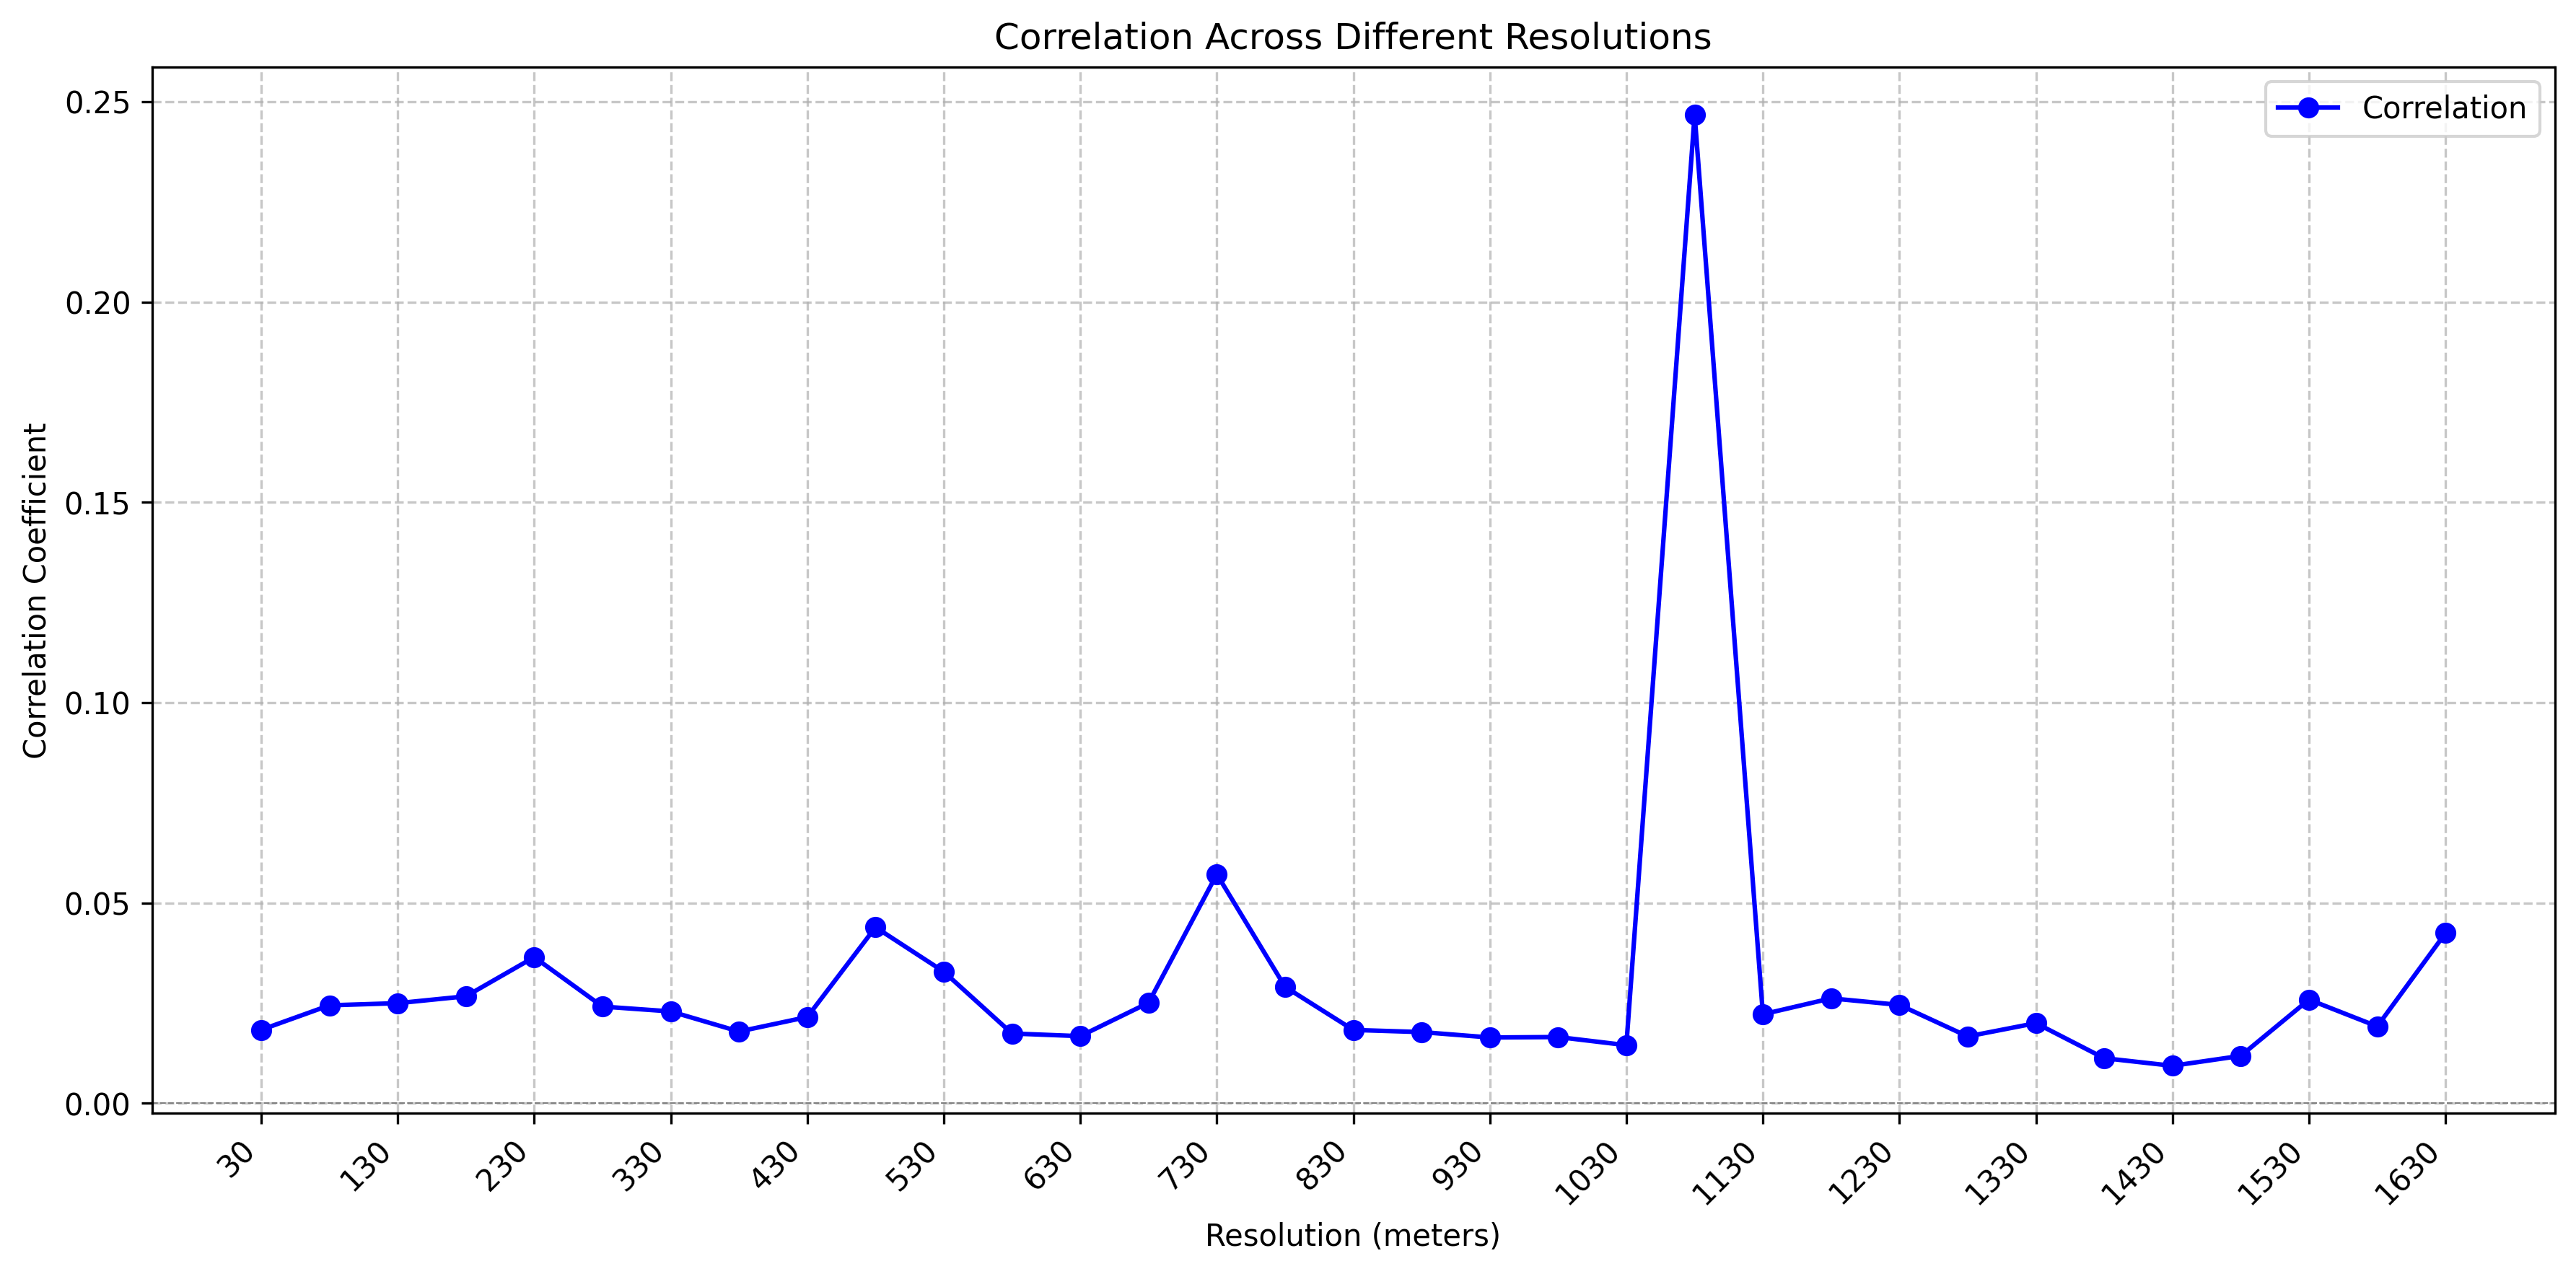 Correlation Across Different Resolutions
Correlation
0.25
0.20
0.15
0.10
0.05
0.00
Correlation Coefficient
30 130 230 330 430 530 630 730 830 930 1030 1130 1230 1330 1430 1530 1630
Resolution (meters)